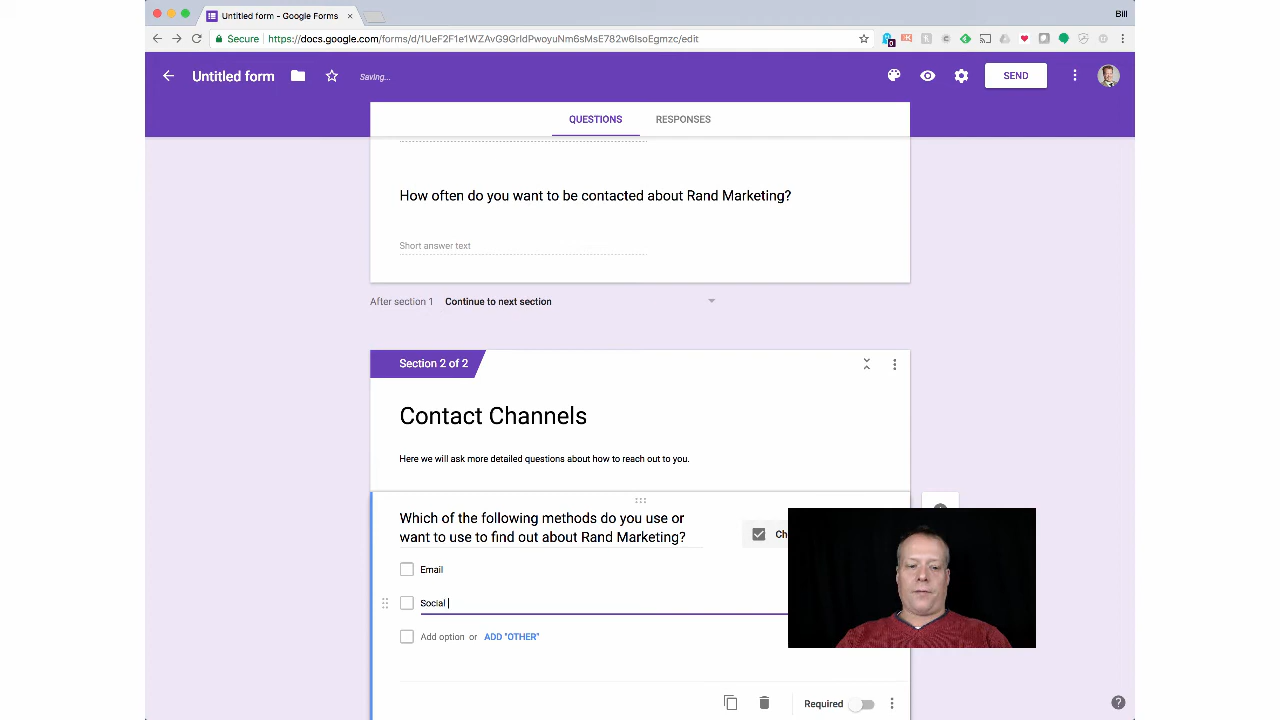 Untitled form - Google Forms
Bill
Secure
https://docs.google.com/forms/d/1UeF2F1e1WZAvG9GrIdPwoyuNm6sMsE782w6IsoEgmzc/edit
Untitled form
Saving...
SEND
QUESTIONS
RESPONSES
How often do you want to be contacted about Rand Marketing?
Short answer text
After section 1
Continue to next section
Section 2 of 2
Contact Channels
Here we will ask more detailed questions about how to reach out to you.
Which of the following methods do you use or
want to use to find out about Rand Marketing?
Ch
Email
Social
Add option or ADD "OTHER"
Required